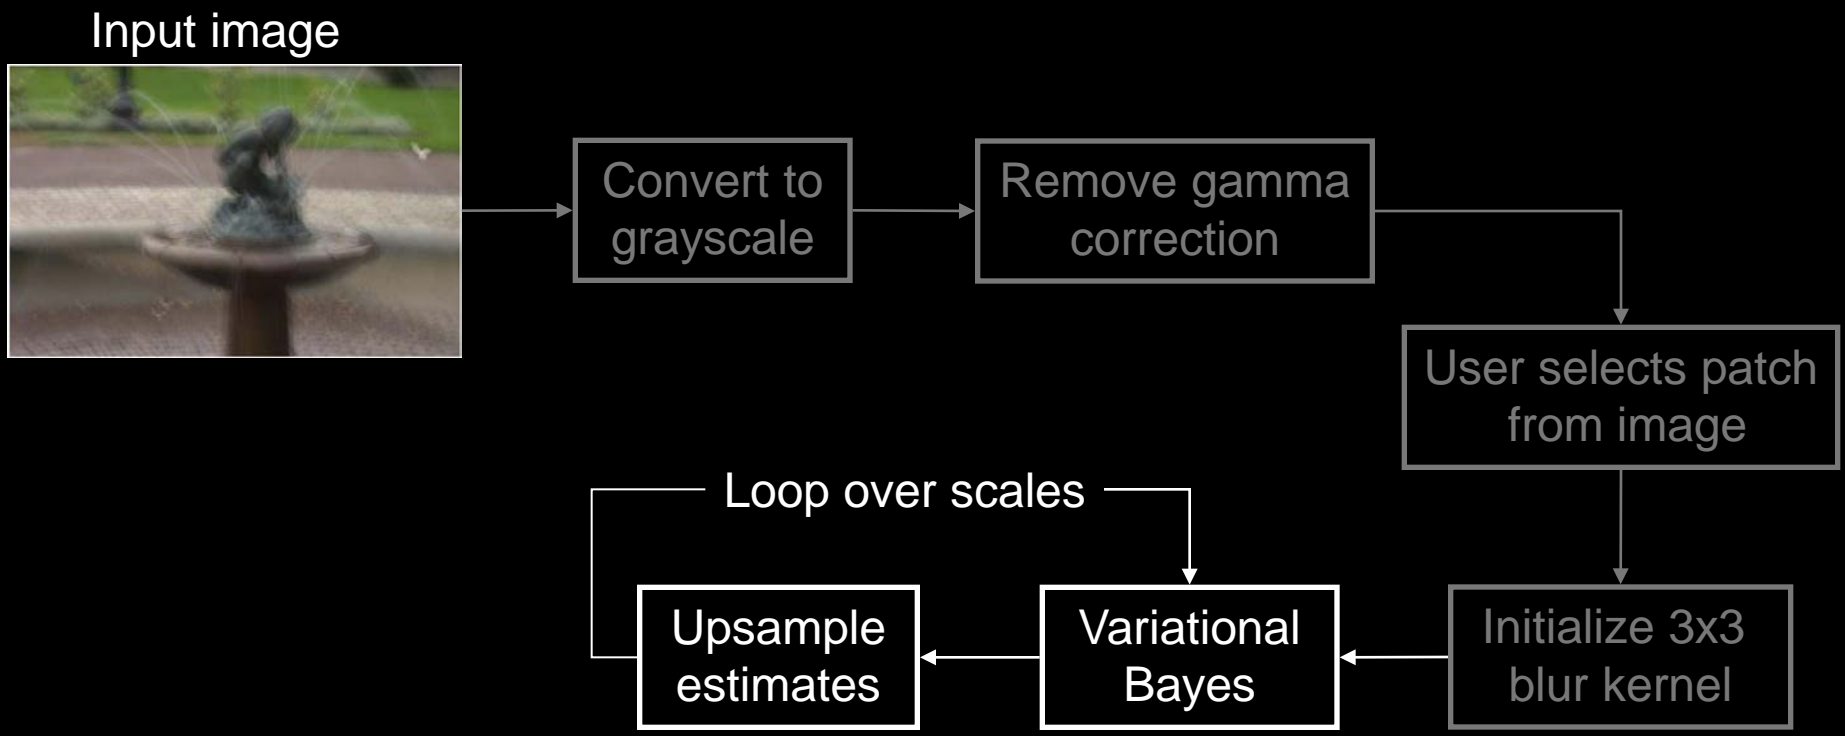 Input image
Convert to
grayscale
Remove gamma
correction
User selects patch
from image
Loop over scales
Upsample
estimates
Variational
Bayes
Initialize 3x3
blur kernel